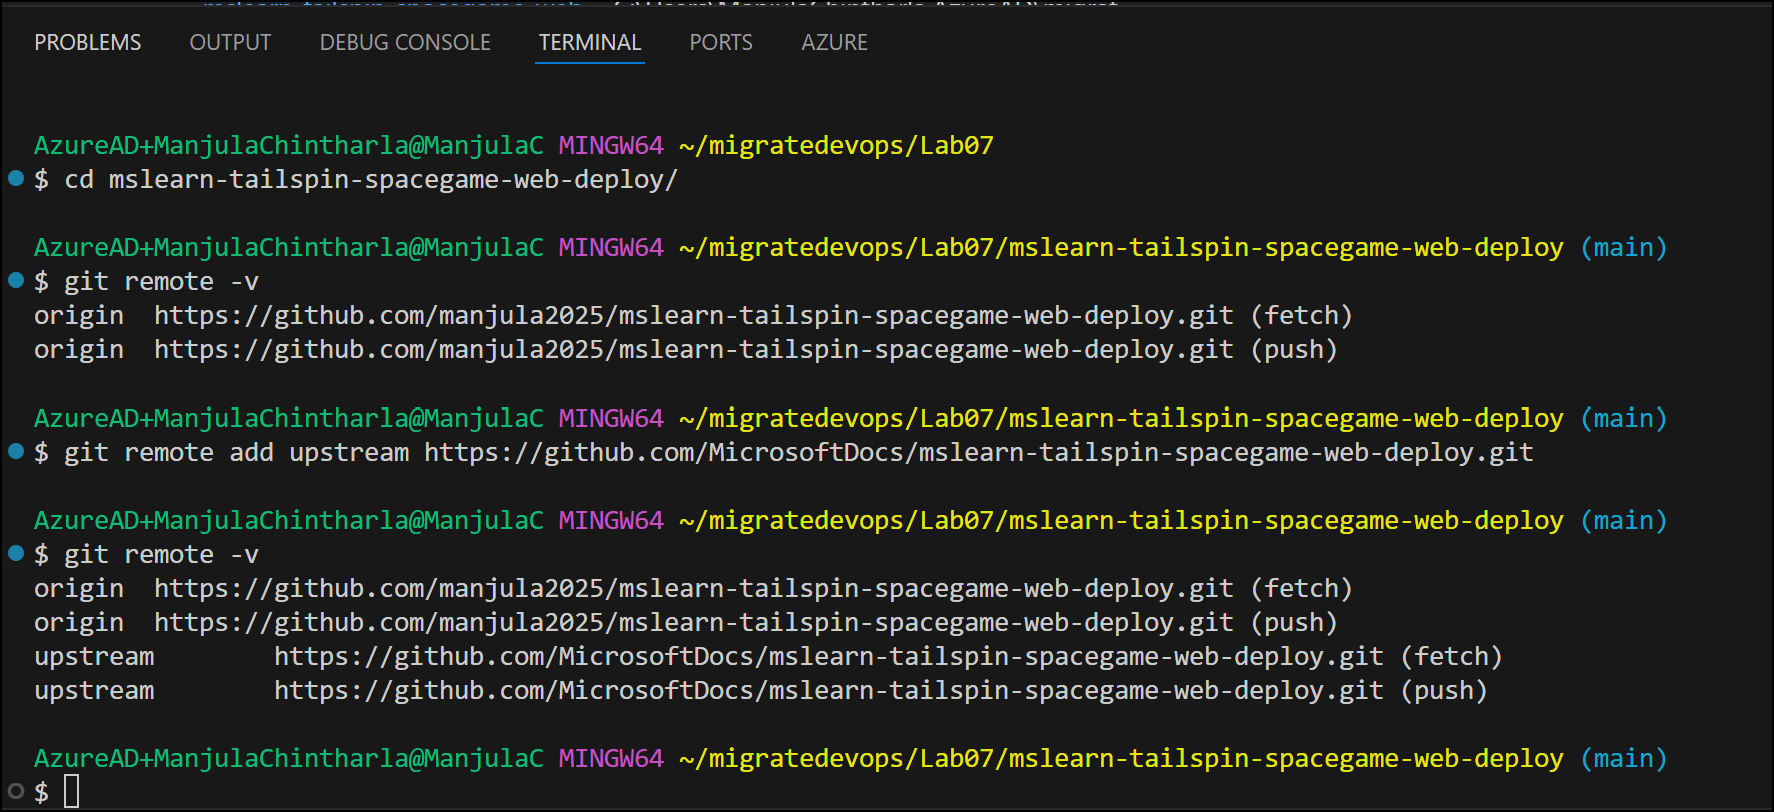 PROBLEMS OUTPUT DEBUG CONSOLE TERMINAL PORTS AZURE
AzureAD+ManjulaChintharla@ManjulaC MINGW64 ~/migratedevops/Lab07
$ cd mslearn-tailspin-spacegame-web-deploy/
AzureAD+ManjulaChintharla@ManjulaC MINGW64 ~/migratedevops/Lab07/mslearn-tailspin-spacegame-web-deploy (main)
$ git remote -v
origin  https://github.com/manjula2025/mslearn-tailspin-spacegame-web-deploy.git (fetch)
origin  https://github.com/manjula2025/mslearn-tailspin-spacegame-web-deploy.git (push)
AzureAD+ManjulaChintharla@ManjulaC MINGW64 ~/migratedevops/Lab07/mslearn-tailspin-spacegame-web-deploy (main)
$ git remote add upstream https://github.com/MicrosoftDocs/mslearn-tailspin-spacegame-web-deploy.git
AzureAD+ManjulaChintharla@ManjulaC MINGW64 ~/migratedevops/Lab07/mslearn-tailspin-spacegame-web-deploy (main)
$ git remote -v
origin  https://github.com/manjula2025/mslearn-tailspin-spacegame-web-deploy.git (fetch)
origin  https://github.com/manjula2025/mslearn-tailspin-spacegame-web-deploy.git (push)
upstream        https://github.com/MicrosoftDocs/mslearn-tailspin-spacegame-web-deploy.git (fetch)
upstream        https://github.com/MicrosoftDocs/mslearn-tailspin-spacegame-web-deploy.git (push)
AzureAD+ManjulaChintharla@ManjulaC MINGW64 ~/migratedevops/Lab07/mslearn-tailspin-spacegame-web-deploy (main)
$